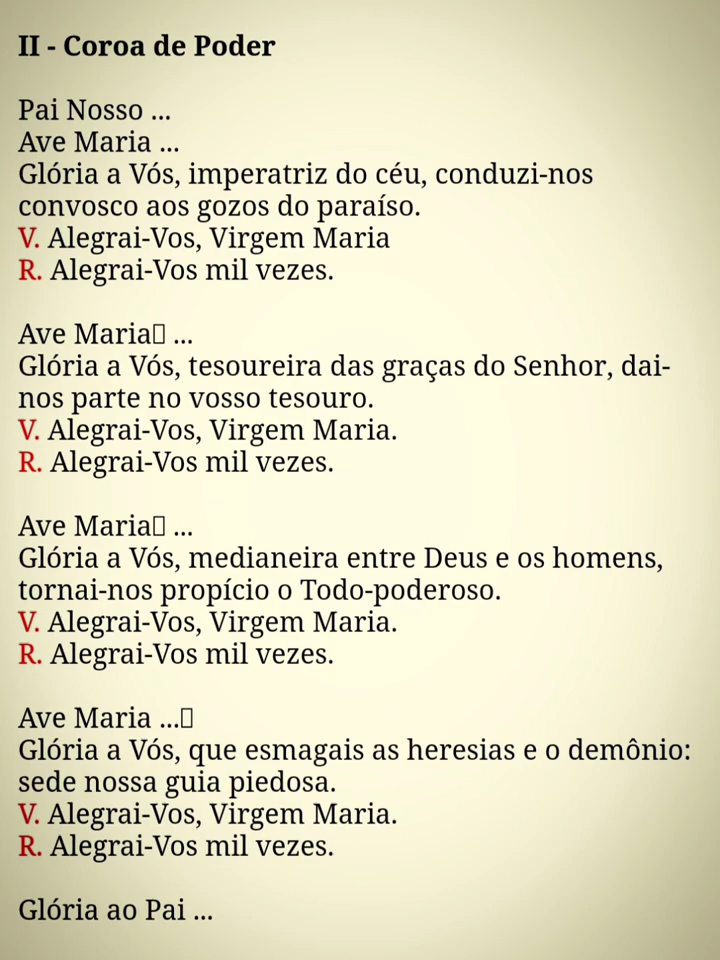 II - Coroa de Poder
Pai Nosso ...
Ave Maria ...
Glória a Vós, imperatriz do céu, conduzi-nos
convosco aos gozos do paraíso.
V. Alegrai-Vos, Virgem Maria
R. Alegrai-Vos mil vezes.
Ave Maria▯ ...
Glória a Vós, tesoureira das graças do Senhor, dai-
nos parte no vosso tesouro.
V. Alegrai-Vos, Virgem Maria.
R. Alegrai-Vos mil vezes.
Ave Maria▯ ...
Glória a Vós, medianeira entre Deus e os homens,
tornai-nos propício o Todo-poderoso.
V. Alegrai-Vos, Virgem Maria.
R. Alegrai-Vos mil vezes.
Ave Maria ...▯
Glória a Vós, que esmagais as heresias e o demônio:
sede nossa guia piedosa.
V. Alegrai-Vos, Virgem Maria.
R. Alegrai-Vos mil vezes.
Glória ao Pai ...